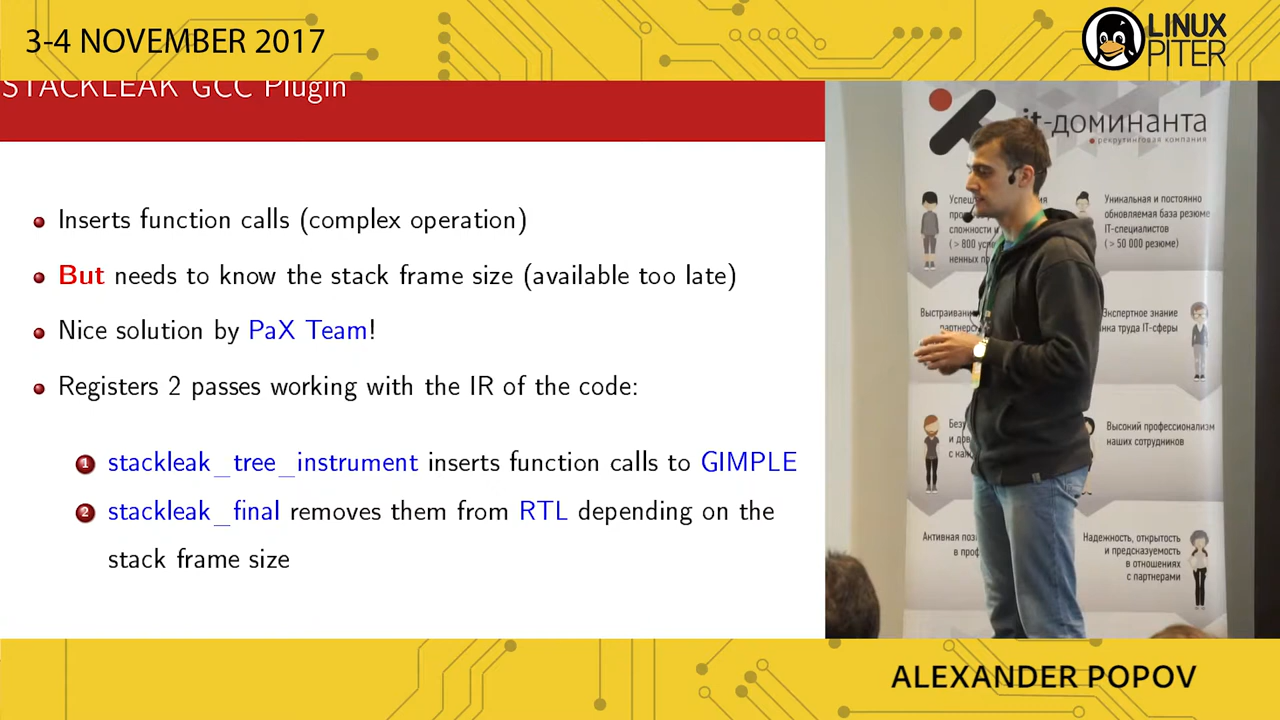 3-4 NOVEMBER 2017
LINUX
PITER
STACKLEAK GCC Plugin
Inserts function calls (complex operation)
But needs to know the stack frame size (available too late)
Nice solution by PaX Team!
Registers 2 passes working with the IR of the code:
1 stackleak_tree_instrument inserts function calls to GIMPLE
2 stackleak_final removes them from RTL depending on the
stack frame size
it-доминанта
рекрутинговая компания
сложности и
Уникальная и постоянно
обновляемая база резюме
IT-специалистов
(> 50 000 резюме)
Экспертное знание
труда IT-сферы
Высокий профессионализм
наших сотрудников
Активная
Надежность, открытость
и предсказуемость
в отношениях
с партнерами
ALEXANDER POPOV